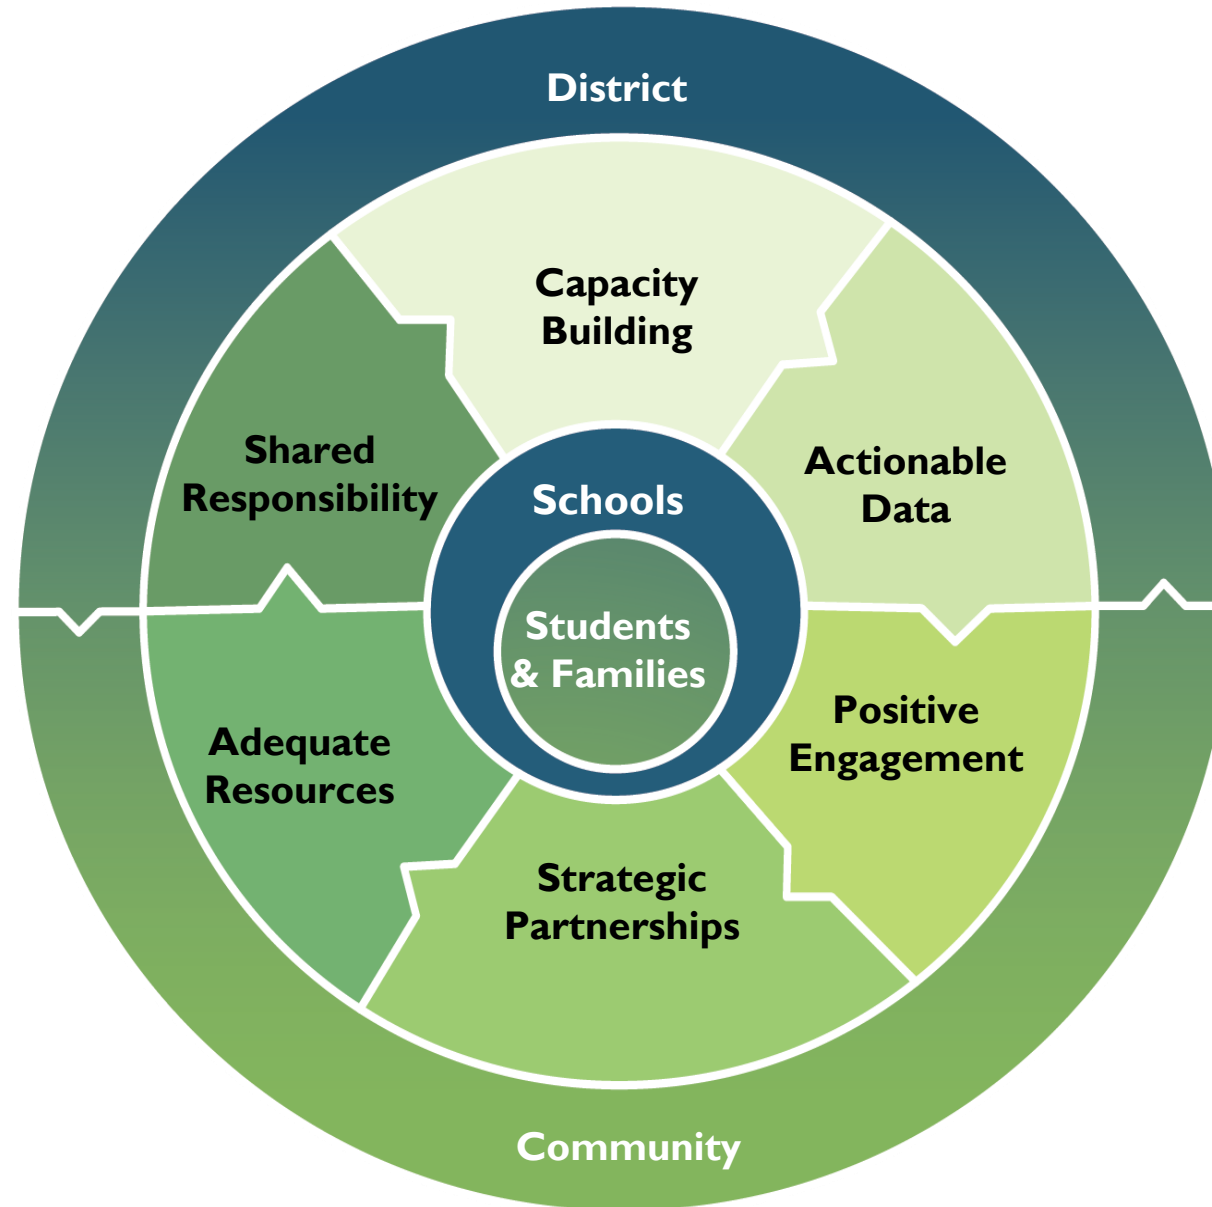 District
Capacity
Building
Shared
Responsibility
Actionable
Data
Schools
Students
& Families
Adequate
Resources
Positive
Engagement
Strategic
Partnerships
Community